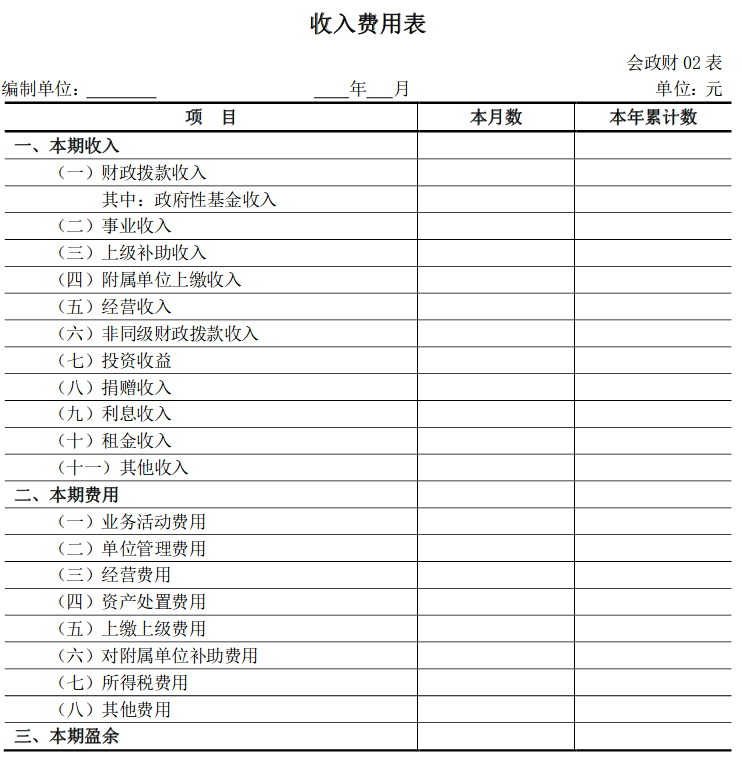 收入费用表
会政财 02 表
编制单位：________ ____年___月 单位：元
项 目 本月数 本年累计数
一、本期收入
（一）财政拨款收入
其中：政府性基金收入
（二）事业收入
（三）上级补助收入
（四）附属单位上缴收入
（五）经营收入
（六）非同级财政拨款收入
（七）投资收益
（八）捐赠收入
（九）利息收入
（十）租金收入
（十一）其他收入
二、本期费用
（一）业务活动费用
（二）单位管理费用
（三）经营费用
（四）资产处置费用
（五）上缴上级费用
（六）对附属单位补助费用
（七）所得税费用
（八）其他费用
三、本期盈余